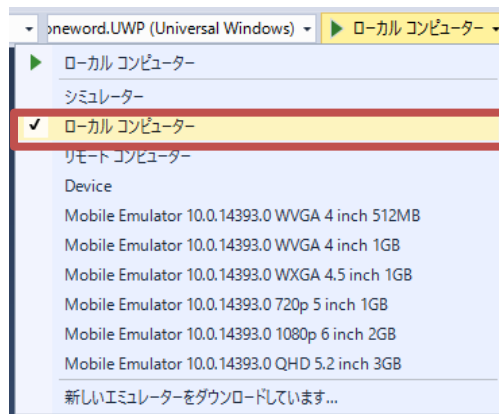 oneword.UWP (Universal Windows) ローカル コンピューター
ローカル コンピューター
シミュレーター
ローカル コンピューター
リモート コンピューター
Device
Mobile Emulator 10.0.14393.0 WVGA 4 inch 512MB
Mobile Emulator 10.0.14393.0 WVGA 4 inch 1GB
Mobile Emulator 10.0.14393.0 WXGA 4.5 inch 1GB
Mobile Emulator 10.0.14393.0 720p 5 inch 1GB
Mobile Emulator 10.0.14393.0 1080p 6 inch 2GB
Mobile Emulator 10.0.14393.0 QHD 5.2 inch 3GB
新しいエミュレーターをダウンロードしています...